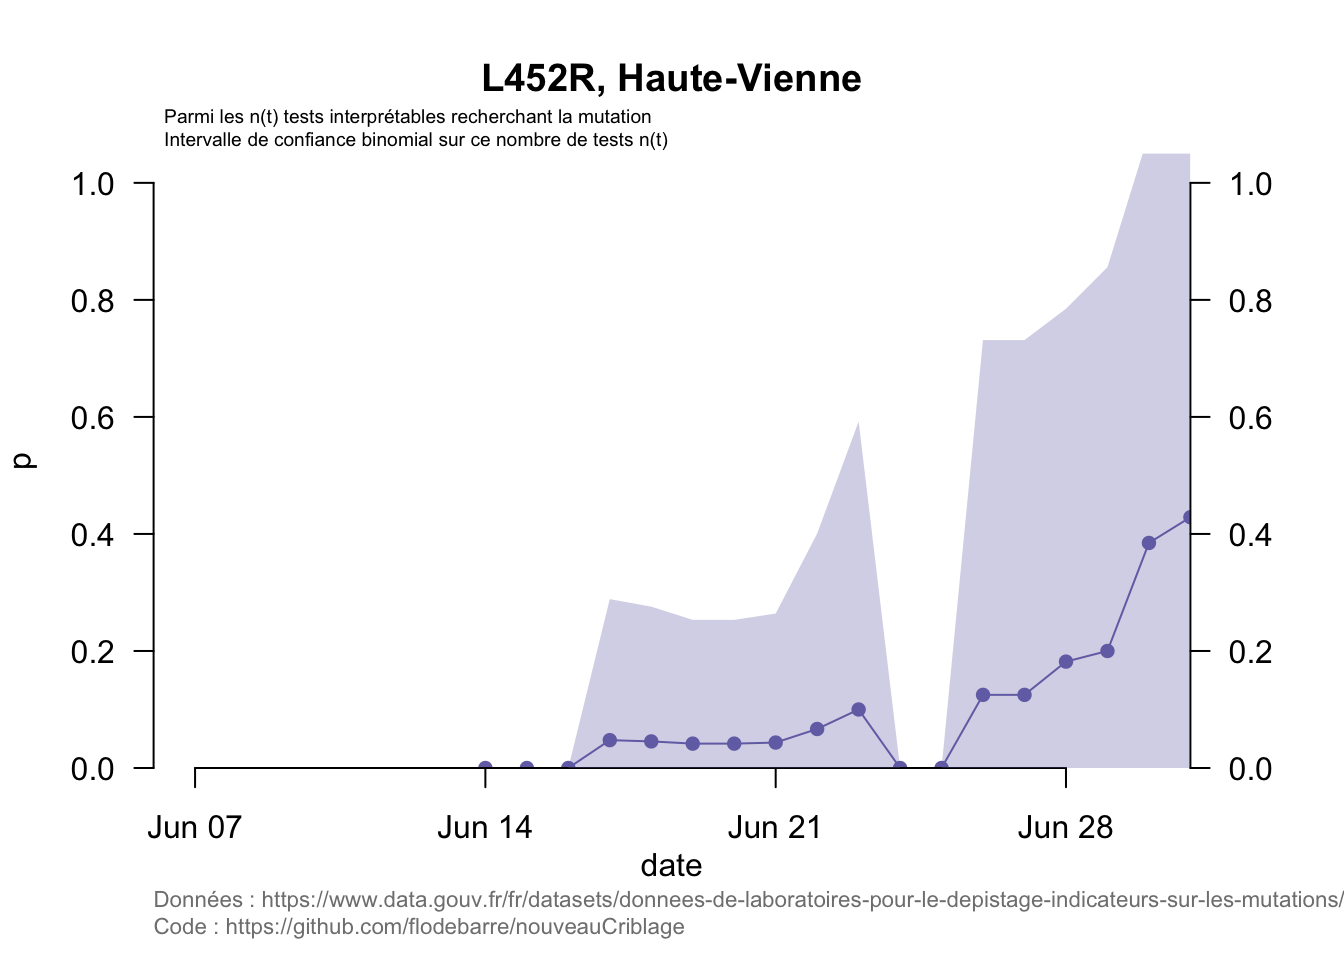 L452R, Haute-Vienne
Parmi les n(t) tests interprétables recherchant la mutation
Intervalle de confiance binomial sur ce nombre de tests n(t)
1.0 1.0
0.8 0.8
0.6 0.6
p
0.4 0.4
0.2 0.2
0.0 0.0
Jun 07 Jun 14 Jun 21 Jun 28
date
Données : https://www.data.gouv.fr/fr/datasets/donnees-de-laboratoires-pour-le-depistage-indicateurs-sur-les-mutations/
Code : https://github.com/flodebarre/nouveauCriblage